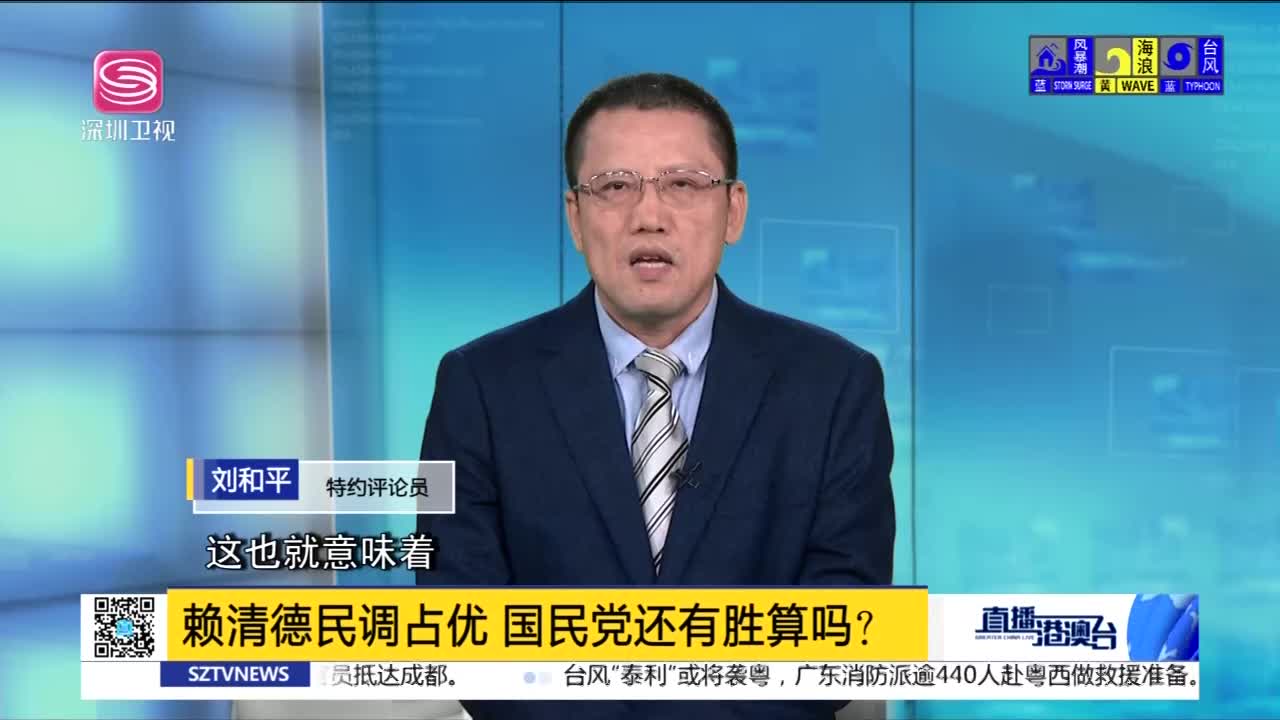 深圳卫视
风暴潮
蓝 STORM SURGE
海浪
黄 WAVE
台风
蓝 TYPHOON
刘和平
特约评论员
这也就意味着
赖清德民调占优 国民党还有胜算吗?
直播港澳台
GREATER CHINA LIVE
SZTVNEWS
员抵达成都。
台风“泰利”或将袭粤，广东消防派逾440人赴粤西做救援准备。